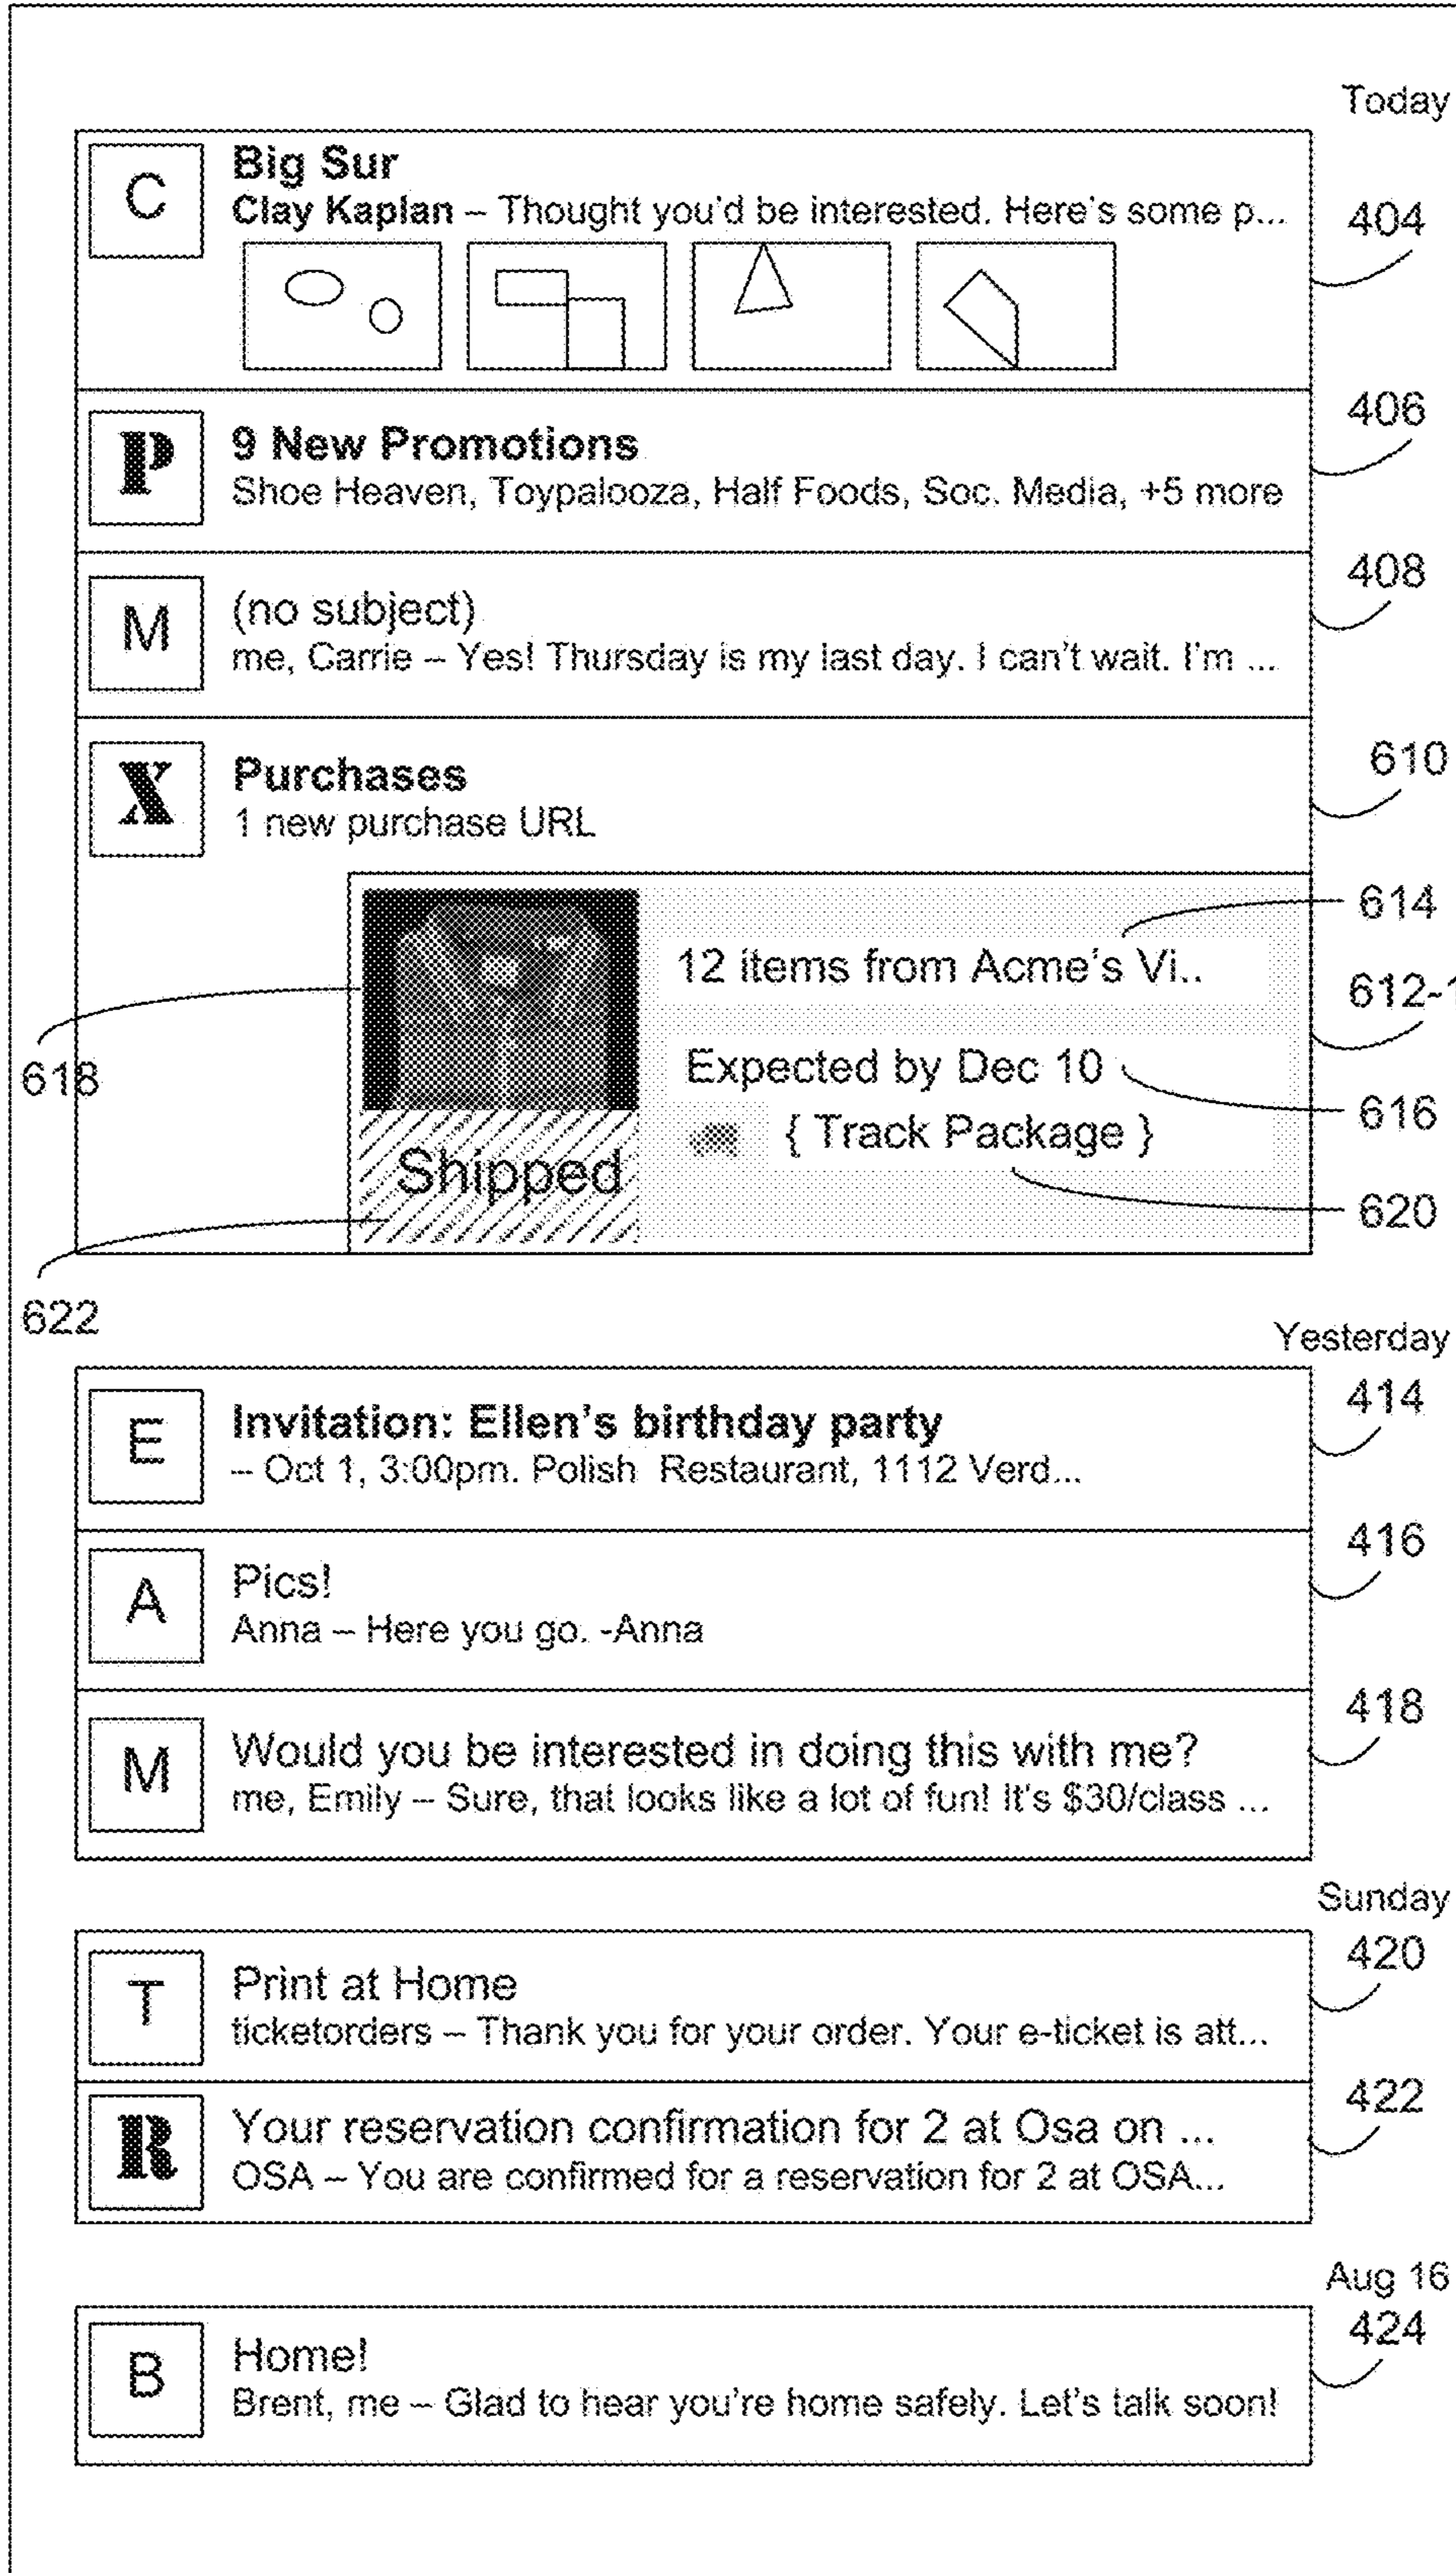 Today
C
Big Sur
Clay Kaplan – Thought you'd be interested. Here's some p...
404
P
9 New Promotions
406
Shoe Heaven, Toypalooza, Half Foods, Soc. Media, +5 more
M
(no subject)
408
me, Carrie – Yes! Thursday is my last day. I can't wait. I'm ...
X
Purchases
610
1 new purchase URL
614
12 items from Acme's Vi..
612-1
618
Expected by Dec 10
616
{ Track Package }
Shipped
620
622
Yesterday
E
Invitation: Ellen's birthday party
414
– Oct 1, 3:00pm. Polish Restaurant, 1112 Verd...
A
Pics!
416
Anna – Here you go. -Anna
M
Would you be interested in doing this with me?
418
me, Emily – Sure, that looks like a lot of fun! It's $30/class ...
Sunday
T
Print at Home
420
ticketorders – Thank you for your order. Your e-ticket is att...
R
Your reservation confirmation for 2 at Osa on ...
422
OSA – You are confirmed for a reservation for 2 at OSA...
Aug 16
B
Home!
424
Brent, me – Glad to hear you're home safely. Let's talk soon!